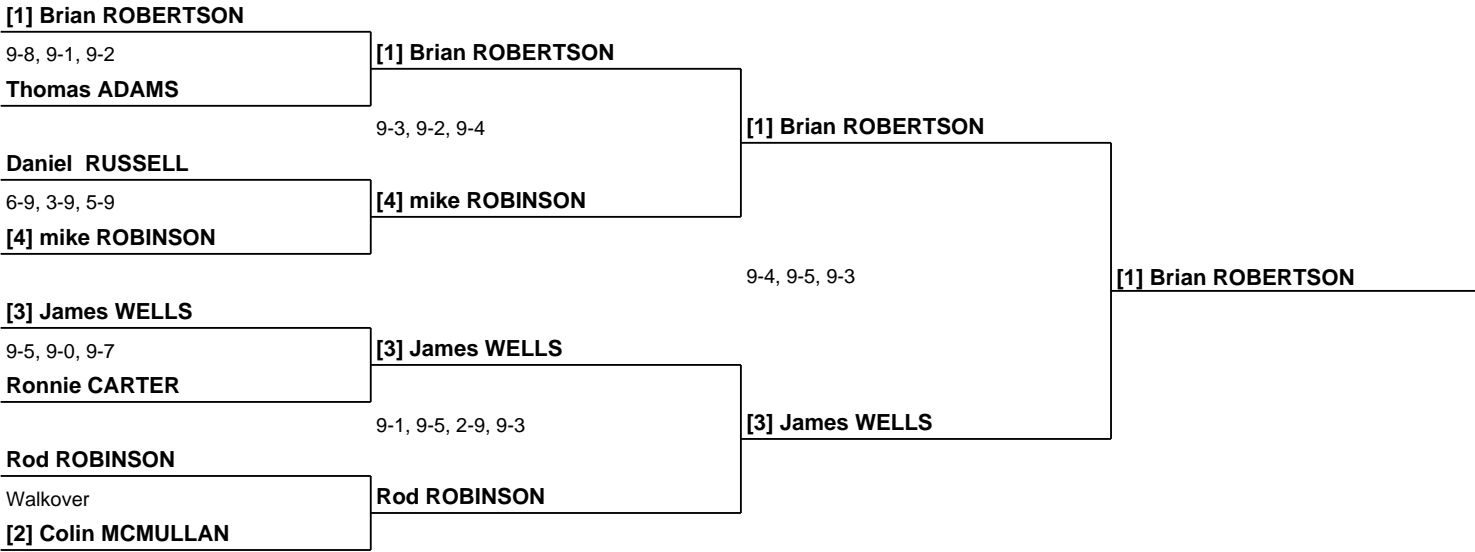 [1] Brian ROBERTSON
9-8, 9-1, 9-2
[1] Brian ROBERTSON
Thomas ADAMS
9-3, 9-2, 9-4
[1] Brian ROBERTSON
Daniel  RUSSELL
6-9, 3-9, 5-9
[4] mike ROBINSON
[4] mike ROBINSON
9-4, 9-5, 9-3
[1] Brian ROBERTSON
[3] James WELLS
9-5, 9-0, 9-7
[3] James WELLS
Ronnie CARTER
9-1, 9-5, 2-9, 9-3
[3] James WELLS
Rod ROBINSON
Walkover
Rod ROBINSON
[2] Colin MCMULLAN